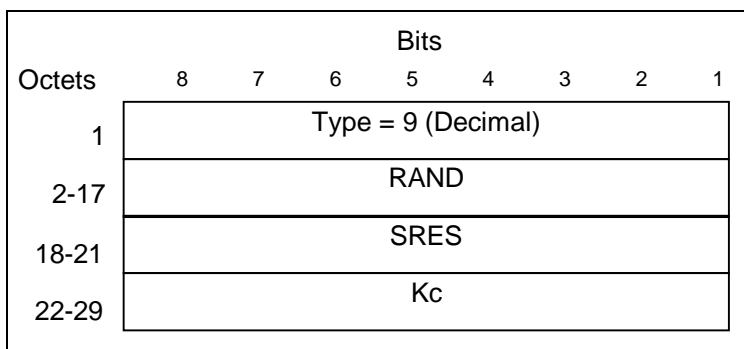 Bits
Octets 8 7 6 5 4 3 2 1
1 Type = 9 (Decimal)
2-17 RAND
18-21 SRES
22-29 Kc